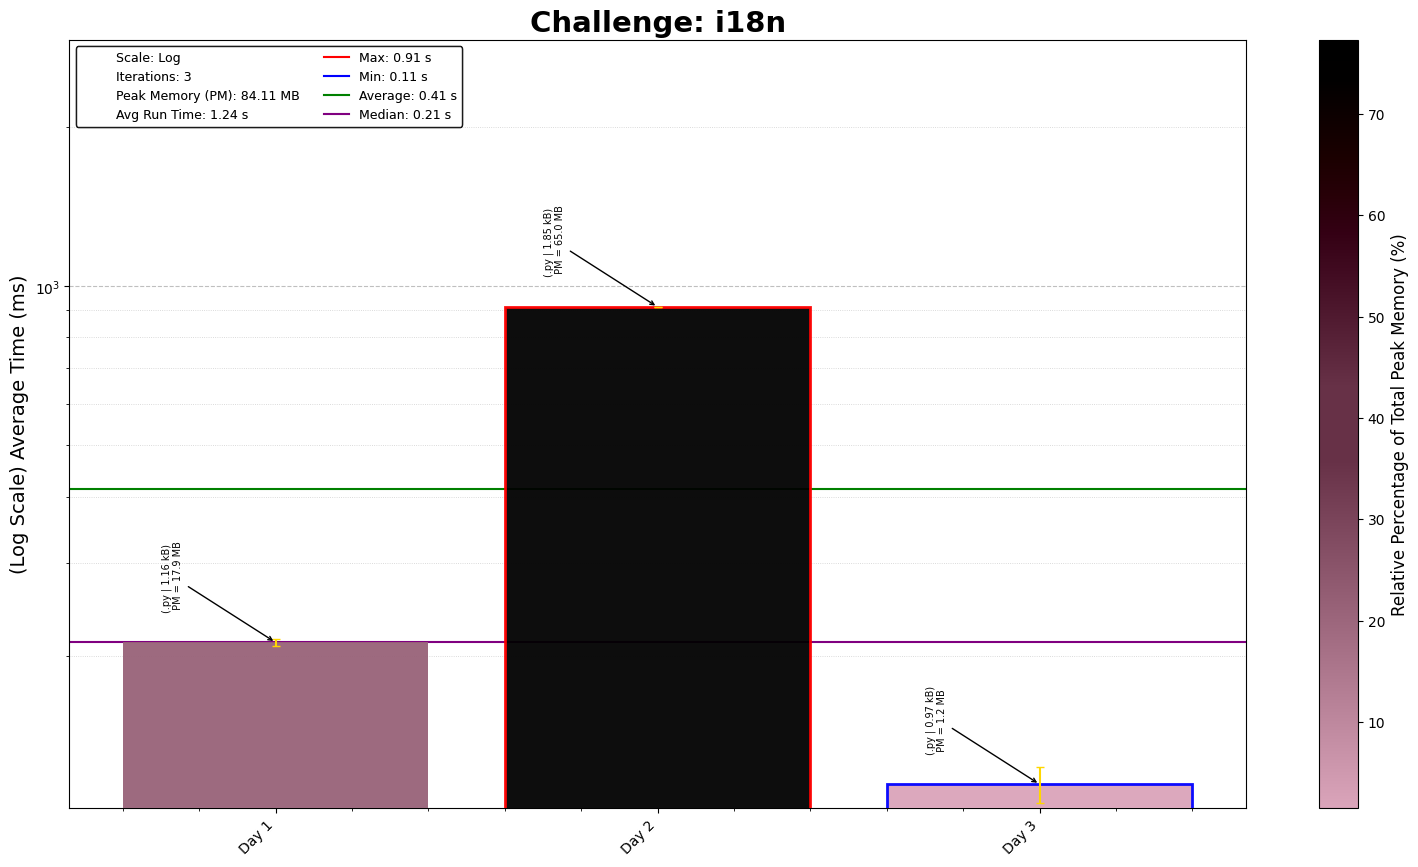 Challenge: i18n
Scale: Log
Iterations: 3
Peak Memory (PM): 84.11 MB
Avg Run Time: 1.24 s
Max: 0.91 s
Min: 0.11 s
Average: 0.41 s
Median: 0.21 s
(Log Scale) Average Time (ms)
10³
(.py | 1.16 kB)
PM = 17.9 MB
(.py | 1.85 kB)
PM = 65.0 MB
(.py | 0.97 kB)
PM = 1.2 MB
Day 1
Day 2
Day 3
70
60
50
40
30
20
10
Relative Percentage of Total Peak Memory (%)